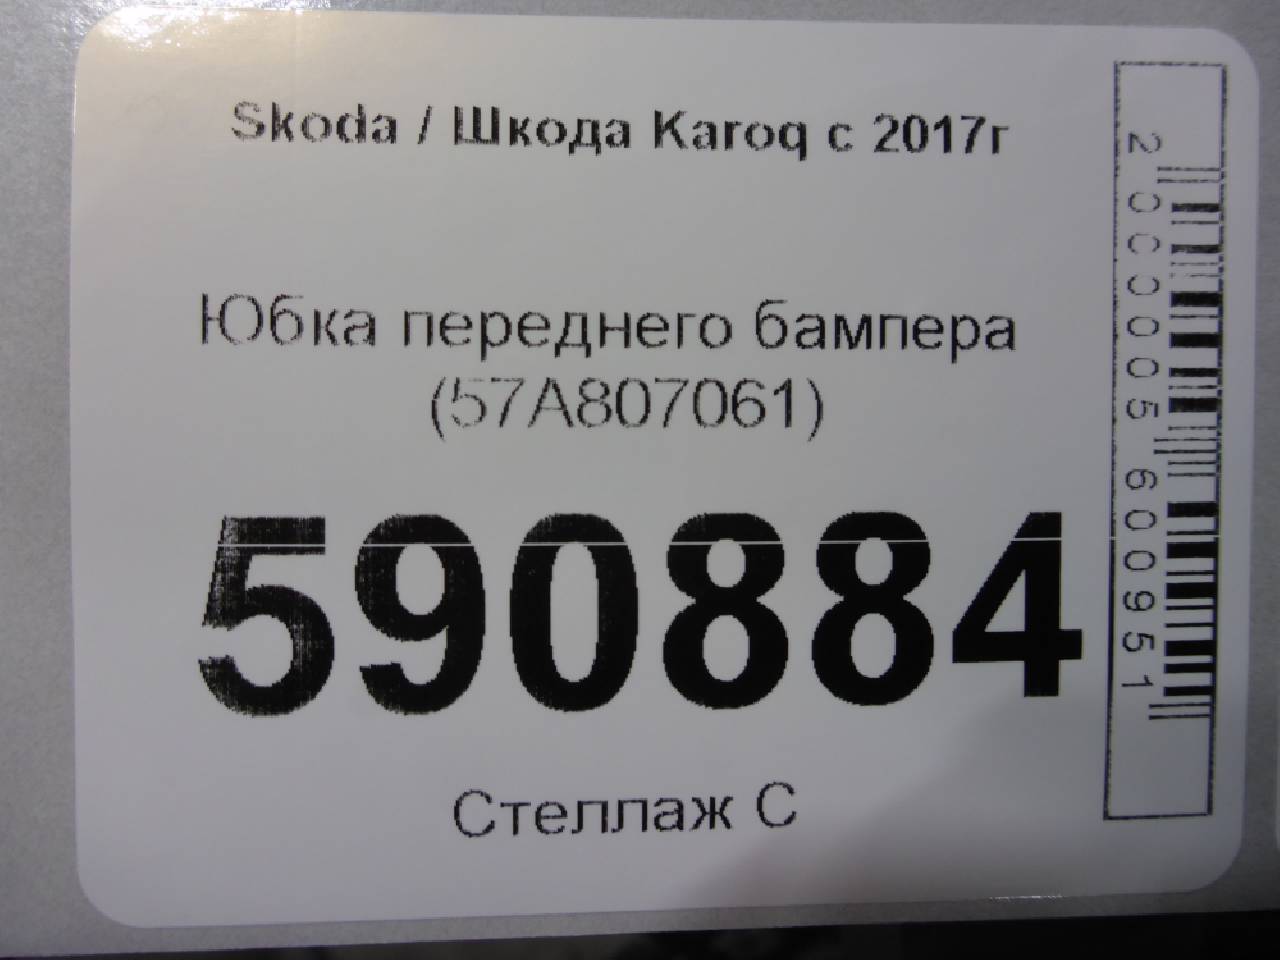 Skoda / Шкода Karoq с 2017г
Юбка переднего бампера
(57A807061)
590884
Стеллаж С
2000005600951